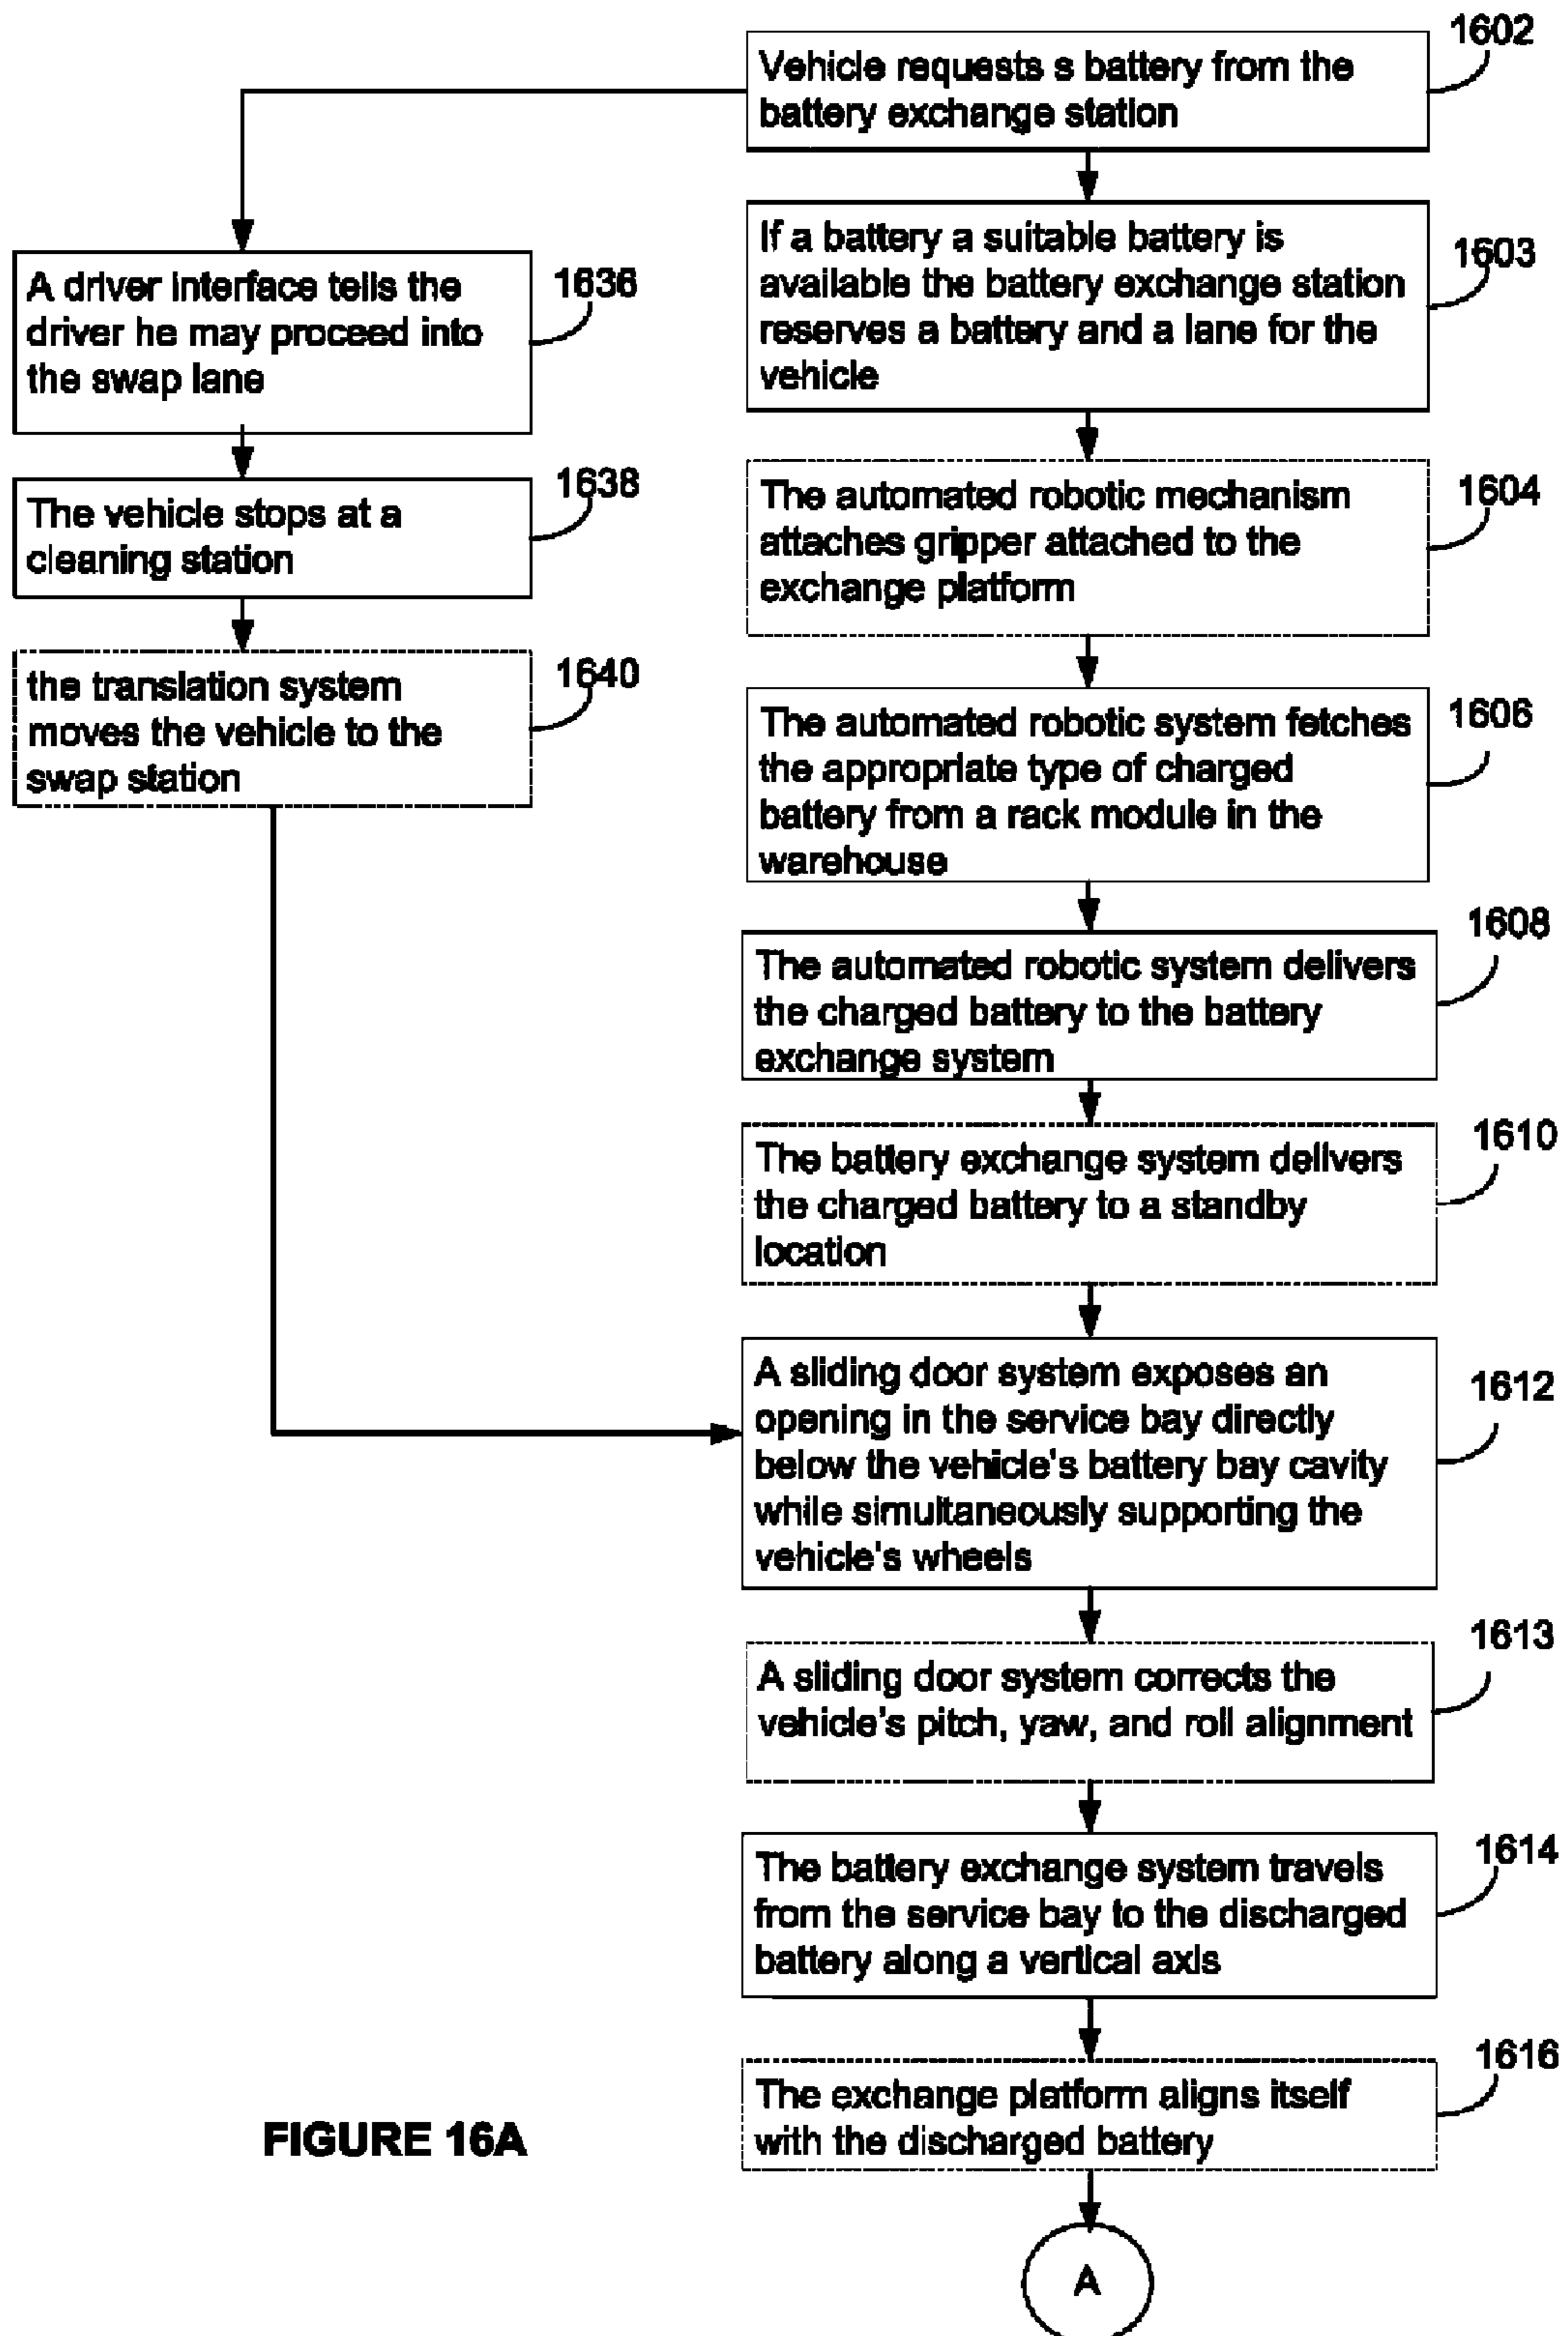 1602
Vehicle requests s battery from the
battery exchange station
1603
If a battery a suitable battery is
available the battery exchange station
reserves a battery and a lane for the
vehicle
1636
A driver interface tells the
driver he may proceed into
the swap lane
1638
The vehicle stops at a
cleaning station
1640
the translation system
moves the vehicle to the
swap station
1604
The automated robotic mechanism
attaches gripper attached to the
exchange platform
1606
The automated robotic system fetches
the appropriate type of charged
battery from a rack module in the
warehouse
1608
The automated robotic system delivers
the charged battery to the battery
exchange system
1610
The battery exchange system delivers
the charged battery to a standby
location
1612
A sliding door system exposes an
opening in the service bay directly
below the vehicle's battery bay cavity
while simultaneously supporting the
vehicle's wheels
1613
A sliding door system corrects the
vehicle's pitch, yaw, and roll alignment
1614
The battery exchange system travels
from the service bay to the discharged
battery along a vertical axis
1616
The exchange platform aligns itself
with the discharged battery
FIGURE 16A
A